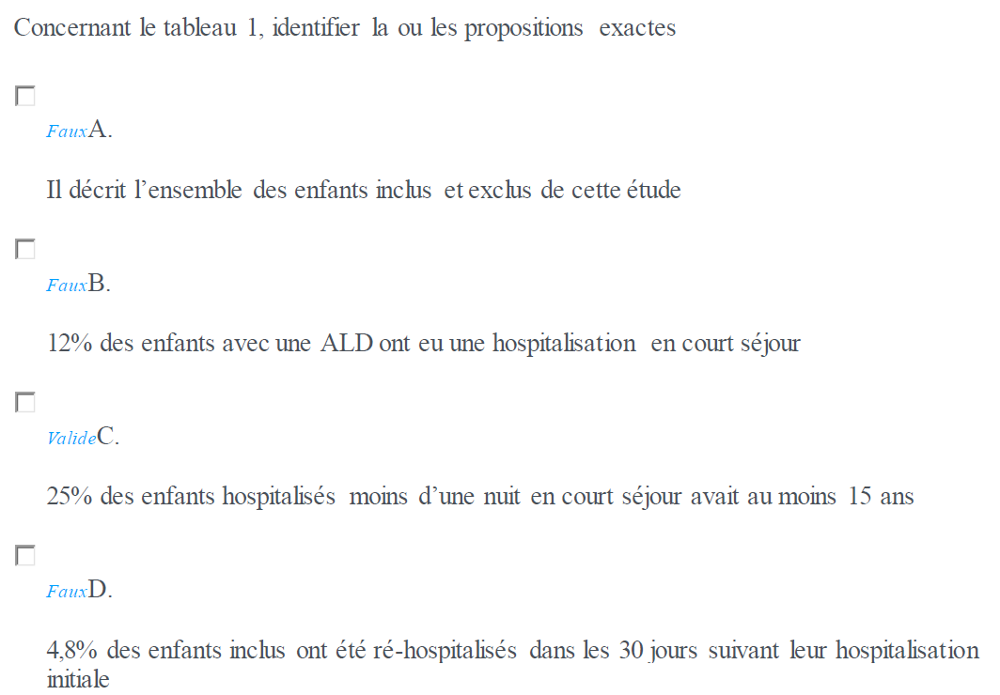 Concernant le tableau 1, identifier la ou les propositions exactes
FauxA.
Il décrit l’ensemble des enfants inclus et exclus de cette étude
FauxB.
12% des enfants avec une ALD ont eu une hospitalisation en court séjour
ValideC.
25% des enfants hospitalisés moins d’une nuit en court séjour avait au moins 15 ans
FauxD.
4,8% des enfants inclus ont été ré-hospitalisés dans les 30 jours suivant leur hospitalisation
initiale